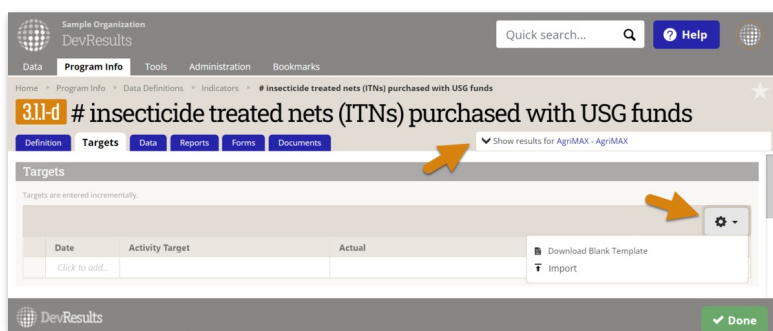 Sample Organization
DevResults
Quick search...
? Help
Data Program Info Tools Administration Bookmarks
Home Program Info Data Definitions Indicators # insecticide treated nets (ITNs) purchased with USG funds
3.1.1-d # insecticide treated nets (ITNs) purchased with USG funds
Definition Targets Data Reports Forms Documents
Show results for AgriMAX - AgriMAX
Targets
Targets are entered incrementally.
Date Activity Target Actual
Download Blank Template
Click to add...
Import
DevResults
Done